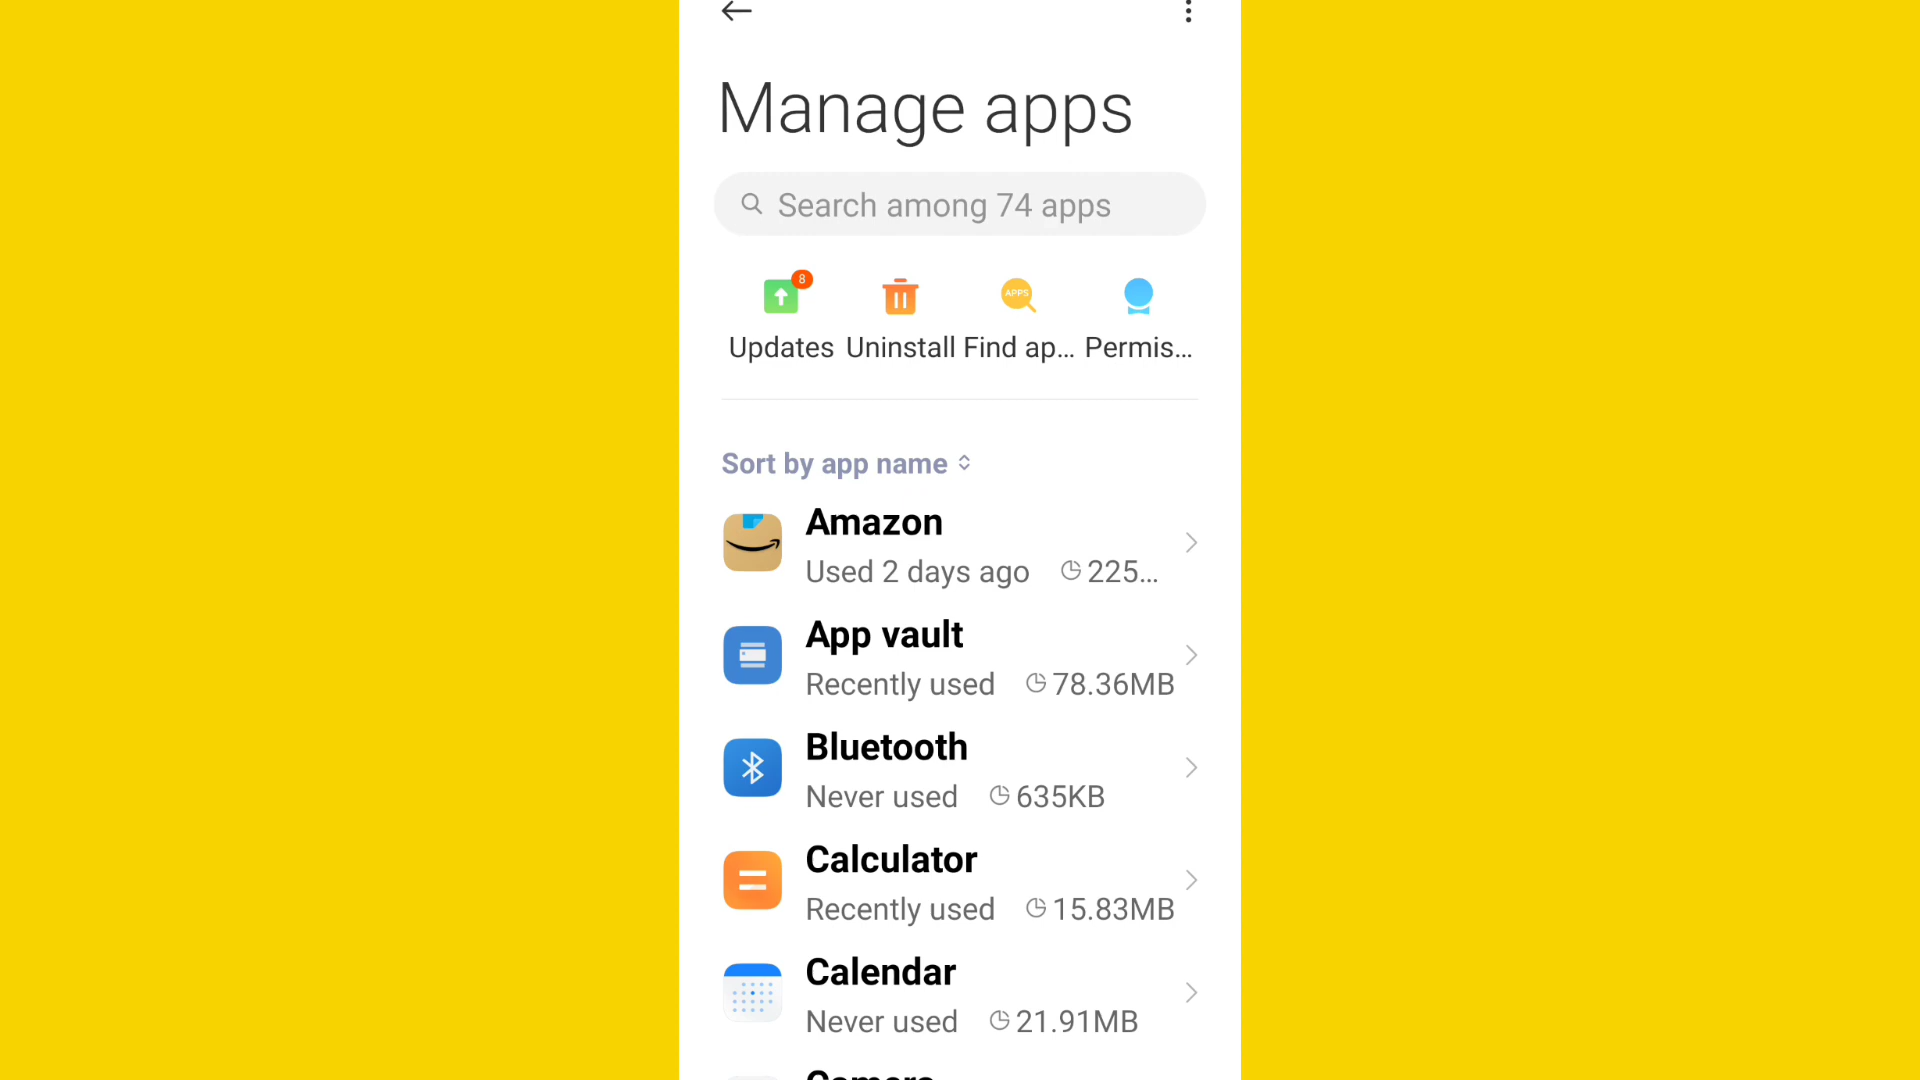 Manage apps
Search among 74 apps
8
APPS
Updates Uninstall Find ap... Permis...
Sort by app name
Amazon
Used 2 days ago 225...
App vault
Recently used 78.36MB
Bluetooth
Never used 635KB
Calculator
Recently used 15.83MB
Calendar
Never used 21.91MB
Camera